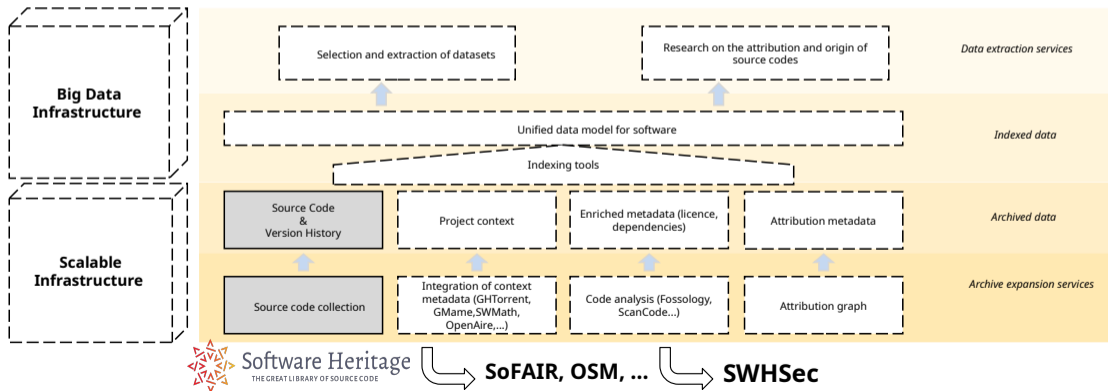 Big Data
Infrastructure
Selection and extraction of datasets
Research on the attribution and origin of
source codes
Data extraction services
Unified data model for software
Indexed data
Indexing tools
Scalable
Infrastructure
Source Code
&
Version History
Project context
Enriched metadata (licence,
dependencies)
Attribution metadata
Archived data
Source code collection
Integration of context
metadata (GHTorrent,
GMame,SWMath,
OpenAire,...)
Code analysis (Fossology,
ScanCode...)
Attribution graph
Archive expansion services
Software Heritage
THE GREAT LIBRARY OF SOURCE CODE
SoFAIR, OSM, ...
SWHSec